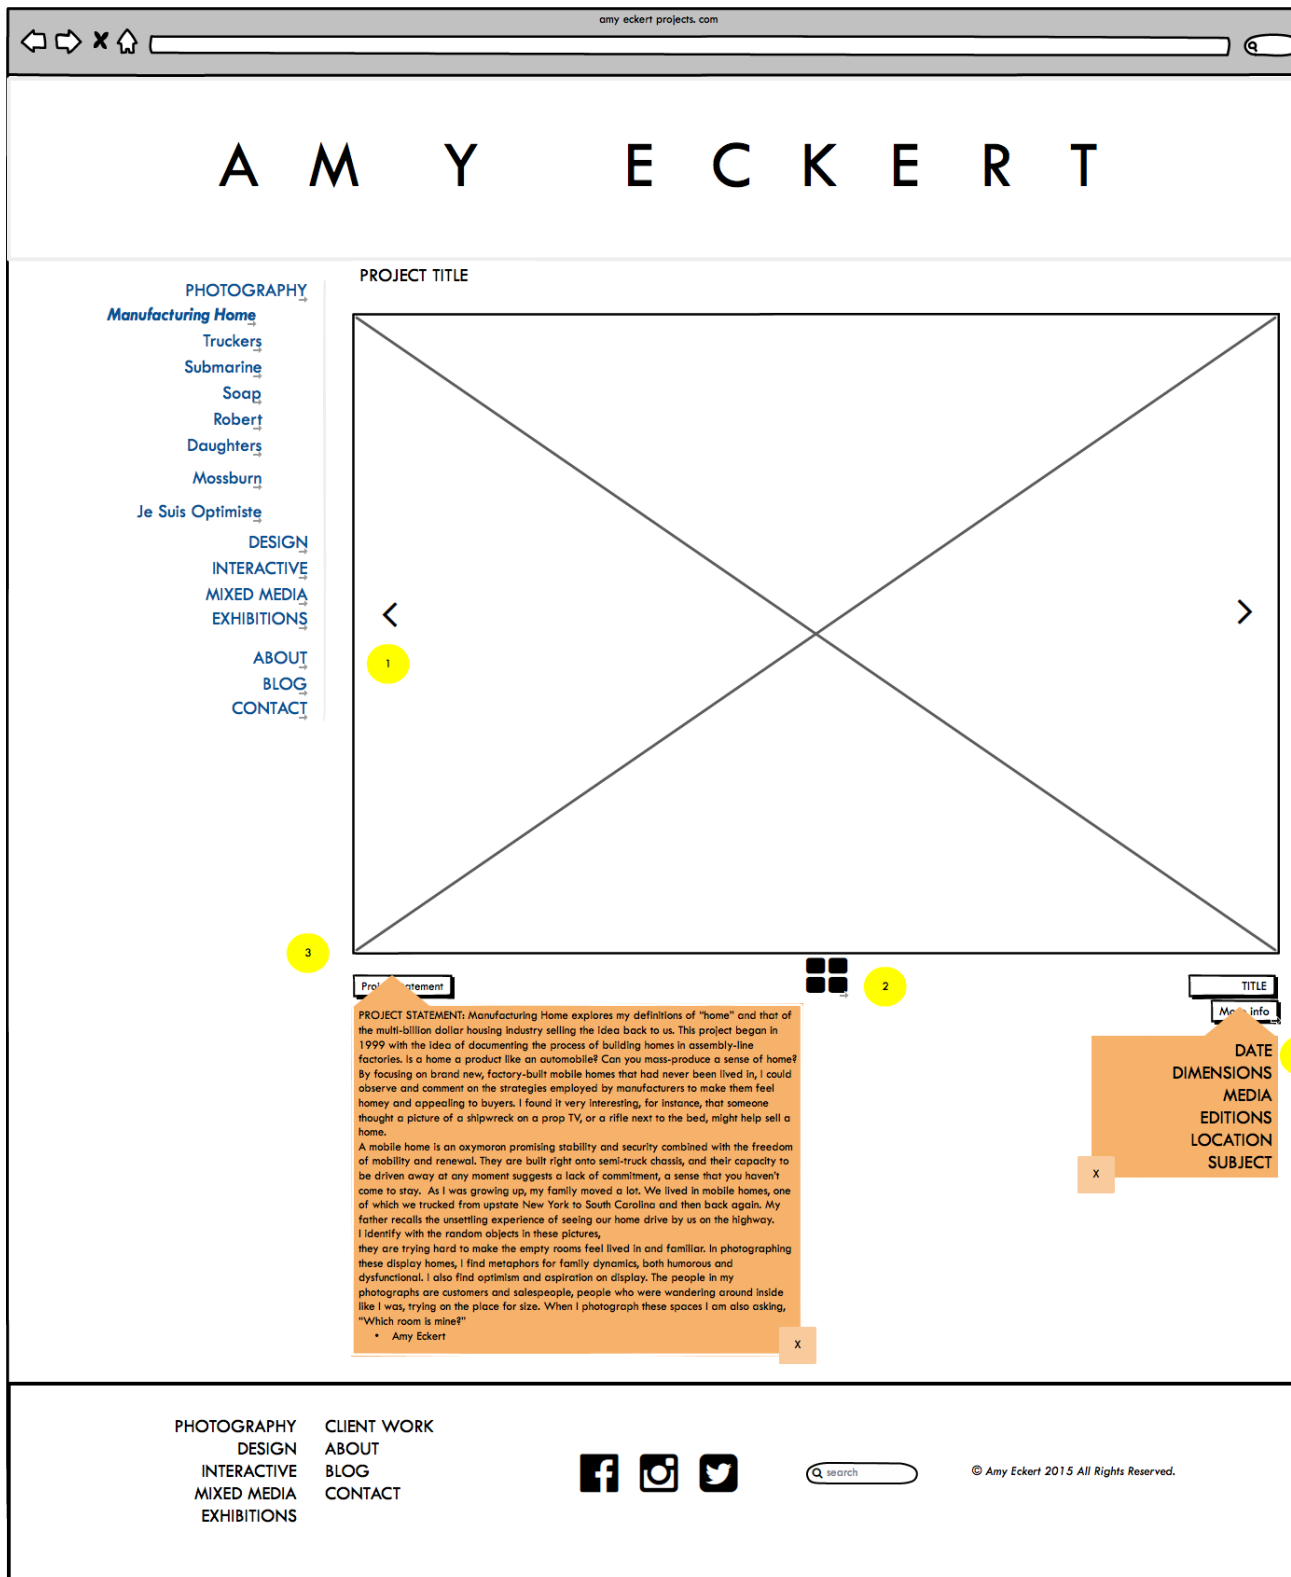 amy eckert projects. com
AMY ECKERT
PROJECT TITLE
PHOTOGRAPHY
Manufacturing Home
Truckers
Submarine
Soap
Robert
Daughters
Mossburn
Je Suis Optimiste
DESIGN
INTERACTIVE
MIXED MEDIA
EXHIBITIONS
ABOUT
BLOG
CONTACT
1
3
2
TITLE
info
tement
PROJECT STATEMENT: Manufacturing Home explores my definitions of "home" and that of
the multi-billion dollar housing industry selling the idea back to us. This project began in
1999 with the idea of documenting the process of building homes in assembly-line
factories. Is a home a product like an automobile? Can you mass-produce a sense of home?
By focusing on brand new, factory-built mobile homes that had never been lived in, I could
observe and comment on the strategies employed by manufacturers to make them feel
homey and appealing to buyers. I found it very interesting, for instance, that someone
thought a picture of a shipwreck on a prop TV, or a rifle next to the bed, might help sell a
home.
A mobile home is an oxymoron promising stability and security combined with the freedom
of mobility and renewal. They are built right onto semi-truck chassis, and their capacity to
be driven away at any moment suggests a lack of commitment, a sense that you haven't
come to stay.  As I was growing up, my family moved a lot. We lived in mobile homes, one
of which we trucked from upstate New York to South Carolina and then back again. My
father recalls the unsettling experience of seeing our home drive by us on the highway.
I identify with the random objects in these pictures,
they are trying hard to make the empty rooms feel lived in and familiar. In photographing
these display homes, I find metaphors for family dynamics, both humorous and
dysfunctional. I also find optimism and aspiration on display. The people in my
photographs are customers and salespeople, people who were wandering around inside
like I was, trying on the place for size. When I photograph these spaces I am also asking,
"Which room is mine?"
• Amy Eckert
X
DATE
DIMENSIONS
MEDIA
EDITIONS
LOCATION
SUBJECT
X
PHOTOGRAPHY
DESIGN
INTERACTIVE
MIXED MEDIA
EXHIBITIONS
CLIENT WORK
ABOUT
BLOG
CONTACT
search
© Amy Eckert 2015 All Rights Reserved.